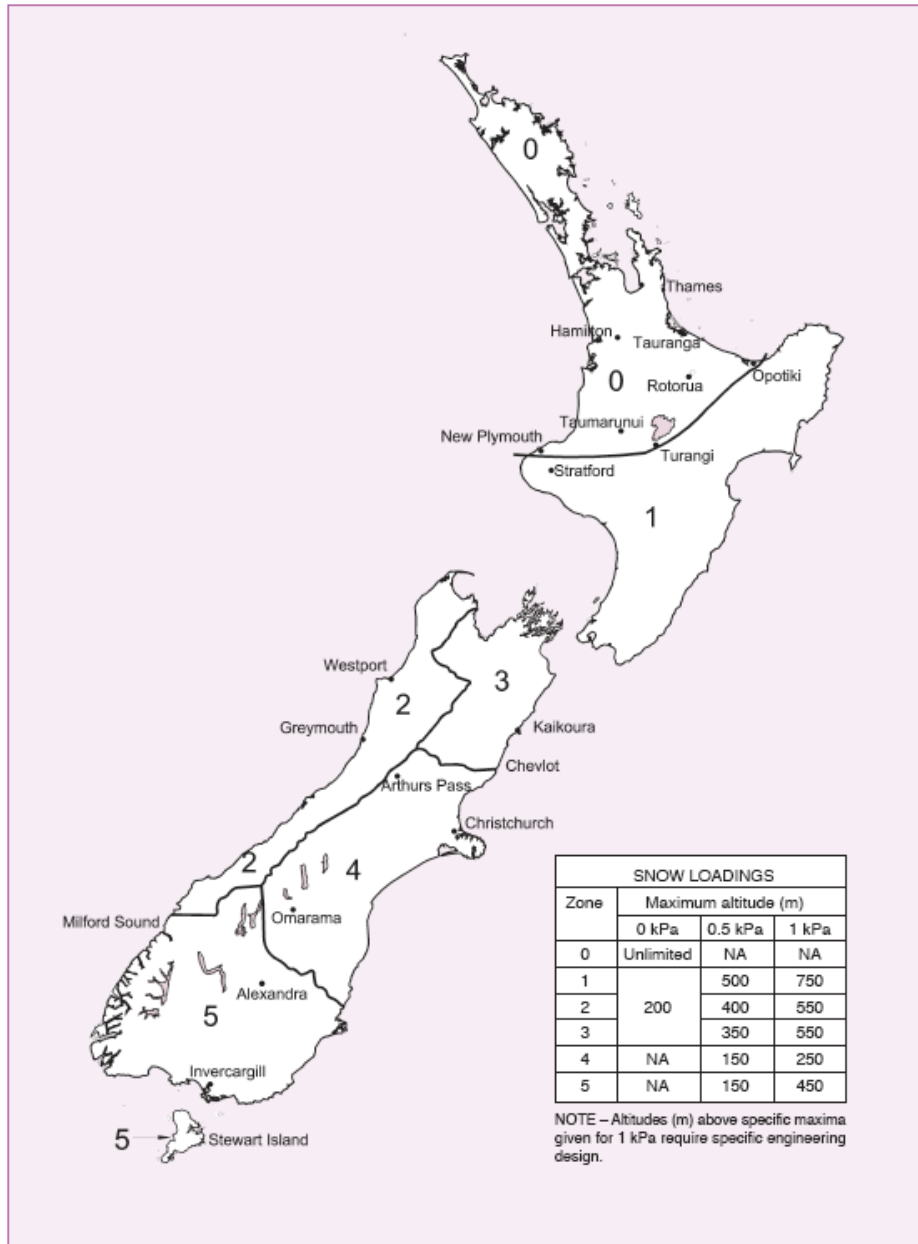 0
Thames
Hamilton
Tauranga
0
Rotorua
Opotiki
Taumarunui
New Plymouth
Turangi
Stratford
1
Westport
3
2
Greymouth
Kaikoura
Chevlot
Arthurs Pass
Christchurch
2
4
Omarama
Milford Sound
Alexandra
5
Invercargill
5
Stewart Island
SNOW LOADINGS
Zone Maximum altitude (m)
0 kPa 0.5 kPa 1 kPa
0 Unlimited NA NA
1 500 750
2 200 400 550
3 350 550
4 NA 150 250
5 NA 150 450
NOTE – Altitudes (m) above specific maxima
given for 1 kPa require specific engineering
design.